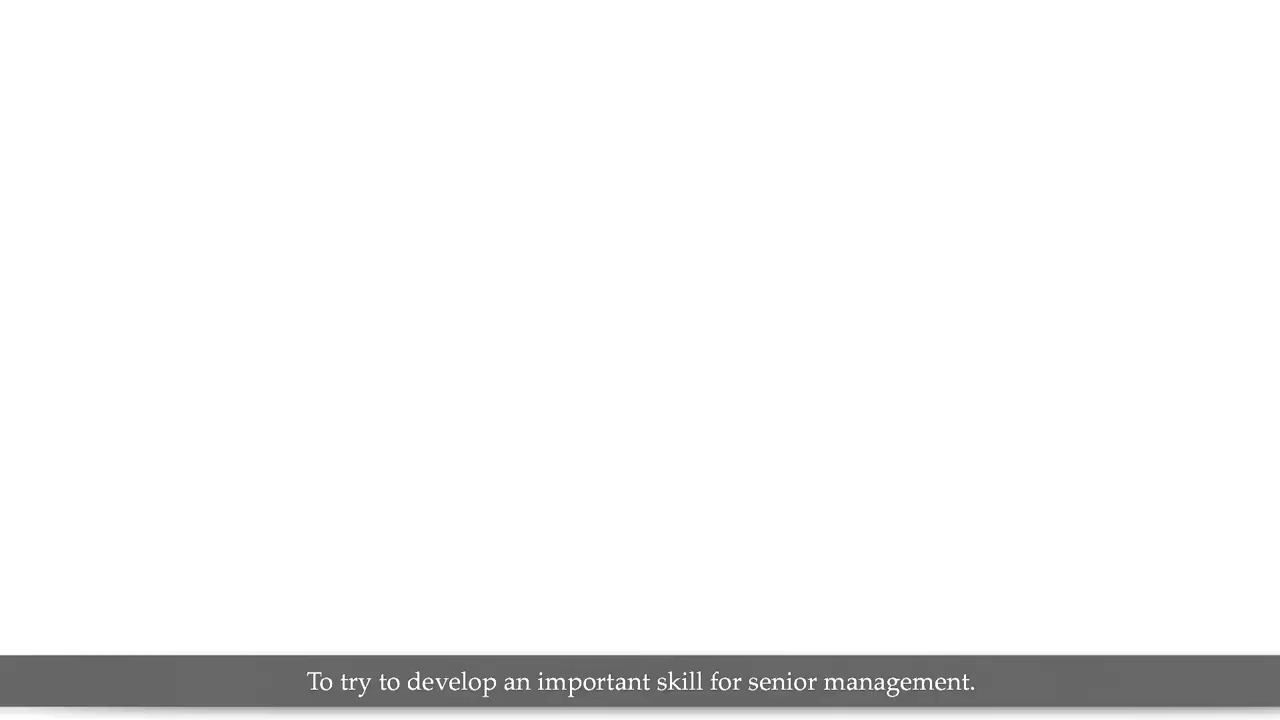 To try to develop an important skill for senior management.